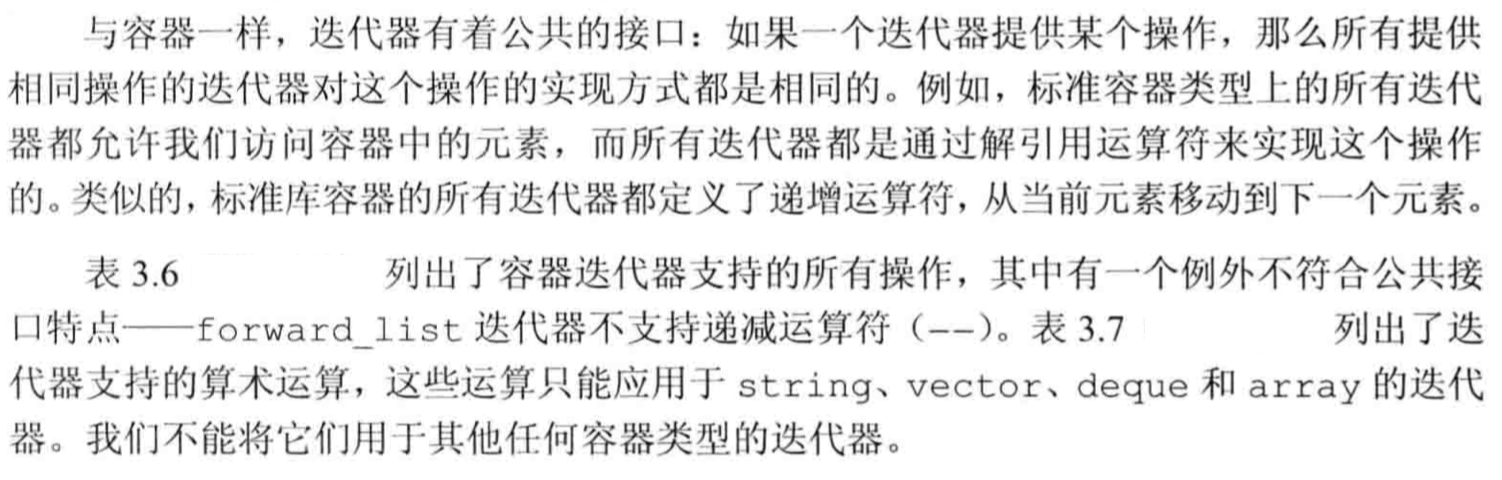 与容器一样，迭代器有着公共的接口：如果一个迭代器提供某个操作，那么所有提供
相同操作的迭代器对这个操作的实现方式都是相同的。例如，标准容器类型上的所有迭代
器都允许我们访问容器中的元素，而所有迭代器都是通过解引用运算符来实现这个操作
的。类似的，标准库容器的所有迭代器都定义了递增运算符，从当前元素移动到下一个元素。
表 3.6 列出了容器迭代器支持的所有操作，其中有一个例外不符合公共接
口特点——forward_list 迭代器不支持递减运算符（--）。表 3.7 列出了迭
代器支持的算术运算，这些运算只能应用于 string、vector、deque 和 array 的迭代
器。我们不能将它们用于其他任何容器类型的迭代器。